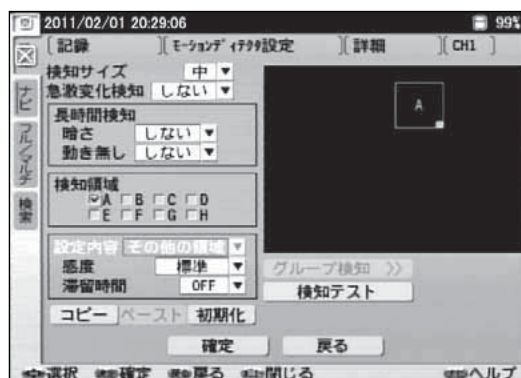 2011/02/01 20:29:06 99%
記録 モーションディテクタ設定 詳細 CH1
ナビ
フル/マルチ
検索
検知サイズ 中
急激変化検知 しない
長時間検知
暗さ しない
動き無し しない
検知領域
A B C D
E F G H
設定内容 その他の領域
感度 標準
滞留時間 OFF
コピー ペースト 初期化
A
グループ検知 >>
検知テスト
確定 戻る
選択 確定 戻る 閉じる ヘルプ